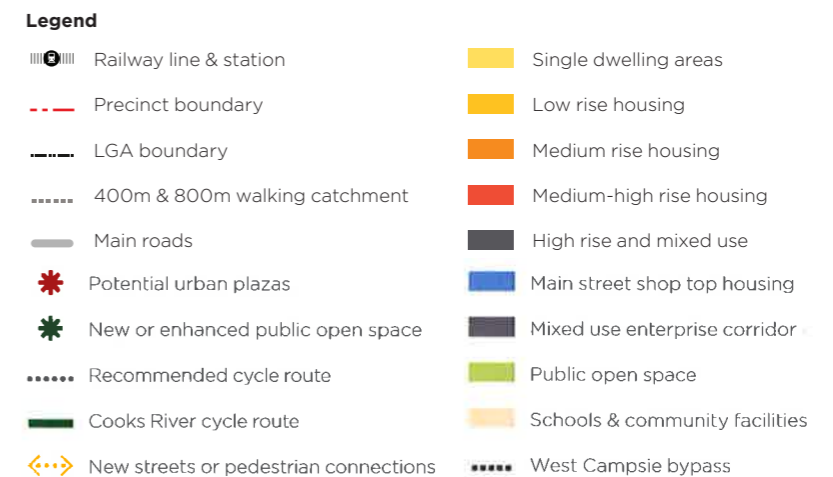 Legend
Railway line & station
Precinct boundary
LGA boundary
400m & 800m walking catchment
Main roads
Potential urban plazas
New or enhanced public open space
Recommended cycle route
Cooks River cycle route
New streets or pedestrian connections
Single dwelling areas
Low rise housing
Medium rise housing
Medium-high rise housing
High rise and mixed use
Main street shop top housing
Mixed use enterprise corridor
Public open space
Schools & community facilities
West Campsie bypass